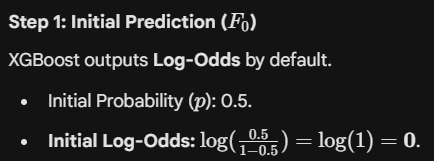 Step 1: Initial Prediction (F₀)
XGBoost outputs Log-Odds by default.
• Initial Probability (p): 0.5.
• Initial Log-Odds: log(0.5/(1−0.5)) = log(1) = 0.